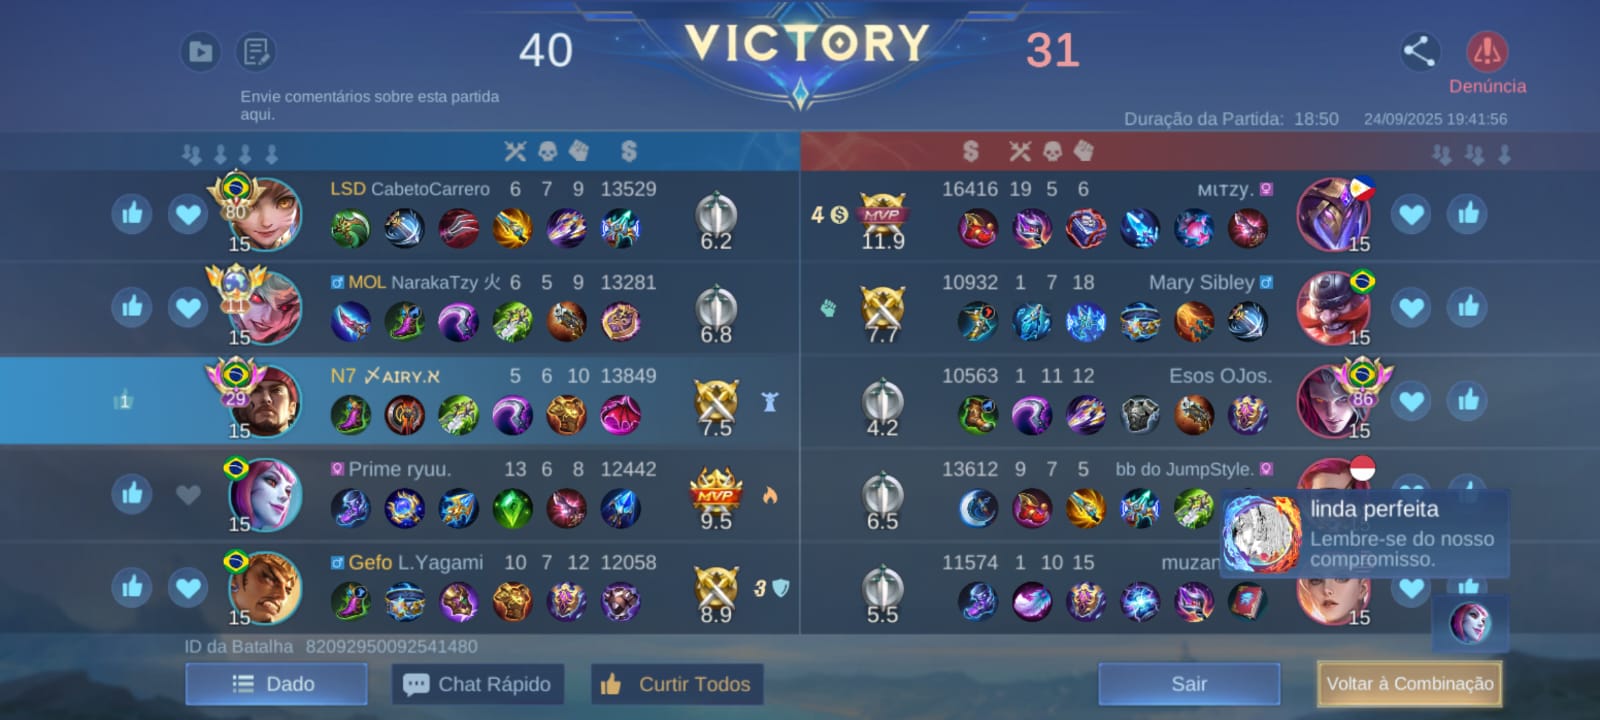 40 VICTORY 31
Denúncia
Envie comentários sobre esta partida
aqui.
Duração da Partida: 18:50 24/09/2025 19:41:56
80 15 LSD CabetoCarrero 6 7 9 13529 6.2
4 MVP 11.9 16416 19 5 6 MITZY. 15
11 15 MOL NarakaTzy 火 6 5 9 13281 6.8
7.7 10932 1 7 18 Mary Sibley 15
1 29 15 N7 〆AIRY.ꓘ 5 6 10 13849 7.5
4.2 10563 1 11 12 Esos OJos. 86 15
15 Prime ryuu. 13 6 8 12442 MVP 9.5
6.5 13612 9 7 5 bb do JumpStyle.
linda perfeita
Lembre-se do nosso
compromisso.
15 Gefo L.Yagami 10 7 12 12058 8.9 3
5.5 11574 1 10 15 muzan 15
ID da Batalha 820929500092541480
Dado Chat Rápido Curtir Todos Sair Voltar à Combinação